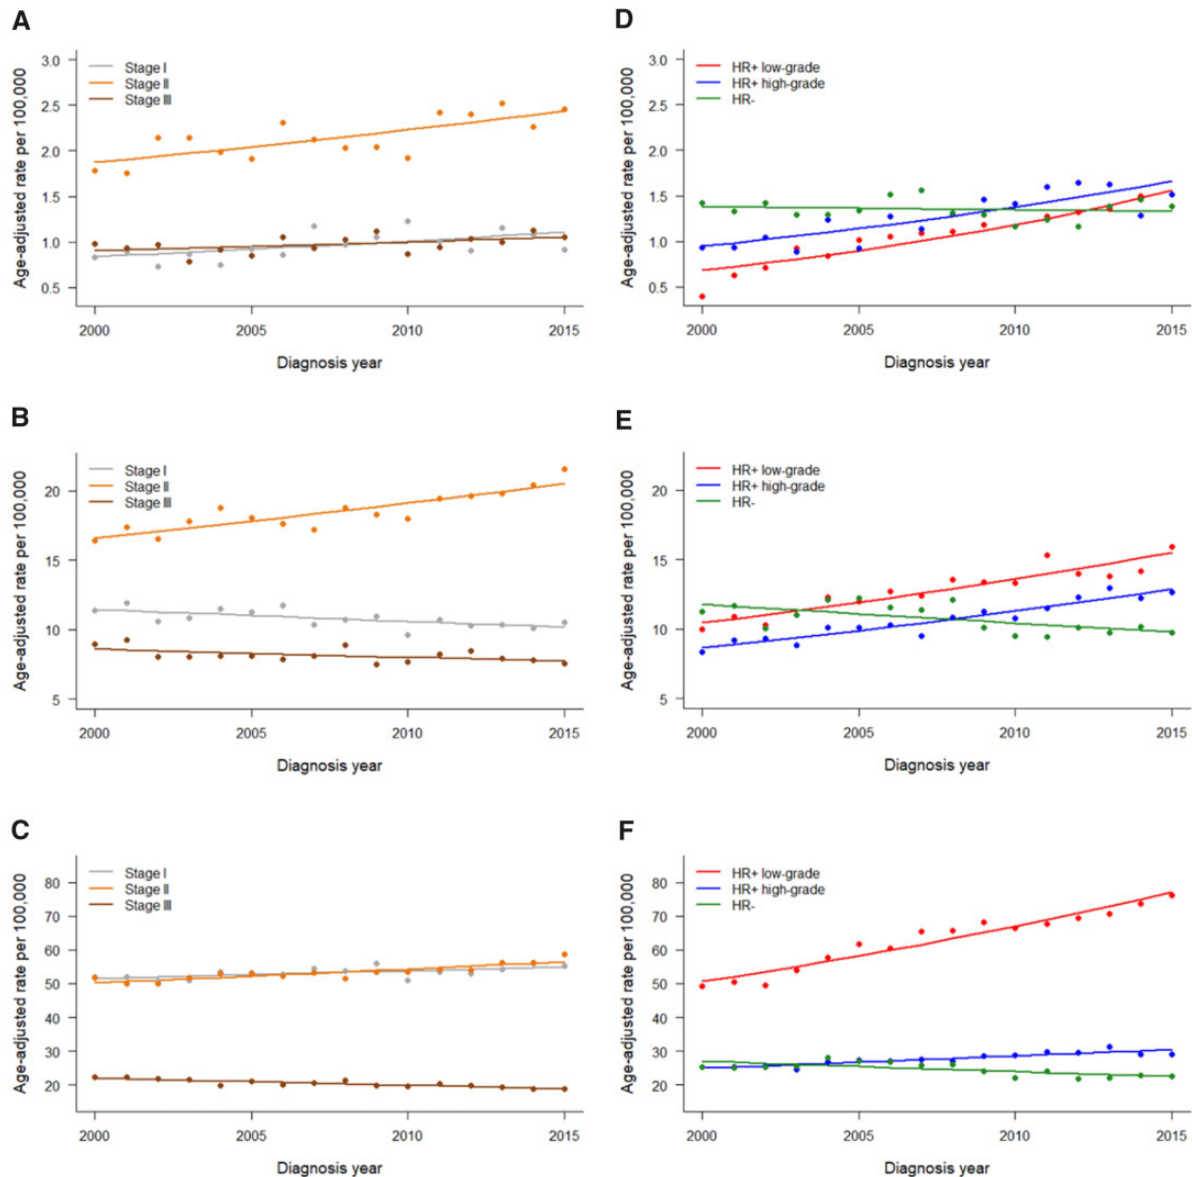 A
Age-adjusted rate per 100,000
3.0
2.5
2.0
1.5
1.0
0.5
Stage I
Stage II
Stage III
2000
2005
2010
2015
Diagnosis year
D
Age-adjusted rate per 100,000
3.0
2.5
2.0
1.5
1.0
0.5
HR+ low-grade
HR+ high-grade
HR-
2000
2005
2010
2015
Diagnosis year
B
Age-adjusted rate per 100,000
20
15
10
5
Stage I
Stage II
Stage III
2000
2005
2010
2015
Diagnosis year
E
Age-adjusted rate per 100,000
20
15
10
5
HR+ low-grade
HR+ high-grade
HR-
2000
2005
2010
2015
Diagnosis year
C
Age-adjusted rate per 100,000
80
70
60
50
40
30
20
Stage I
Stage II
Stage III
2000
2005
2010
2015
Diagnosis year
F
Age-adjusted rate per 100,000
80
70
60
50
40
30
20
HR+ low-grade
HR+ high-grade
HR-
2000
2005
2010
2015
Diagnosis year